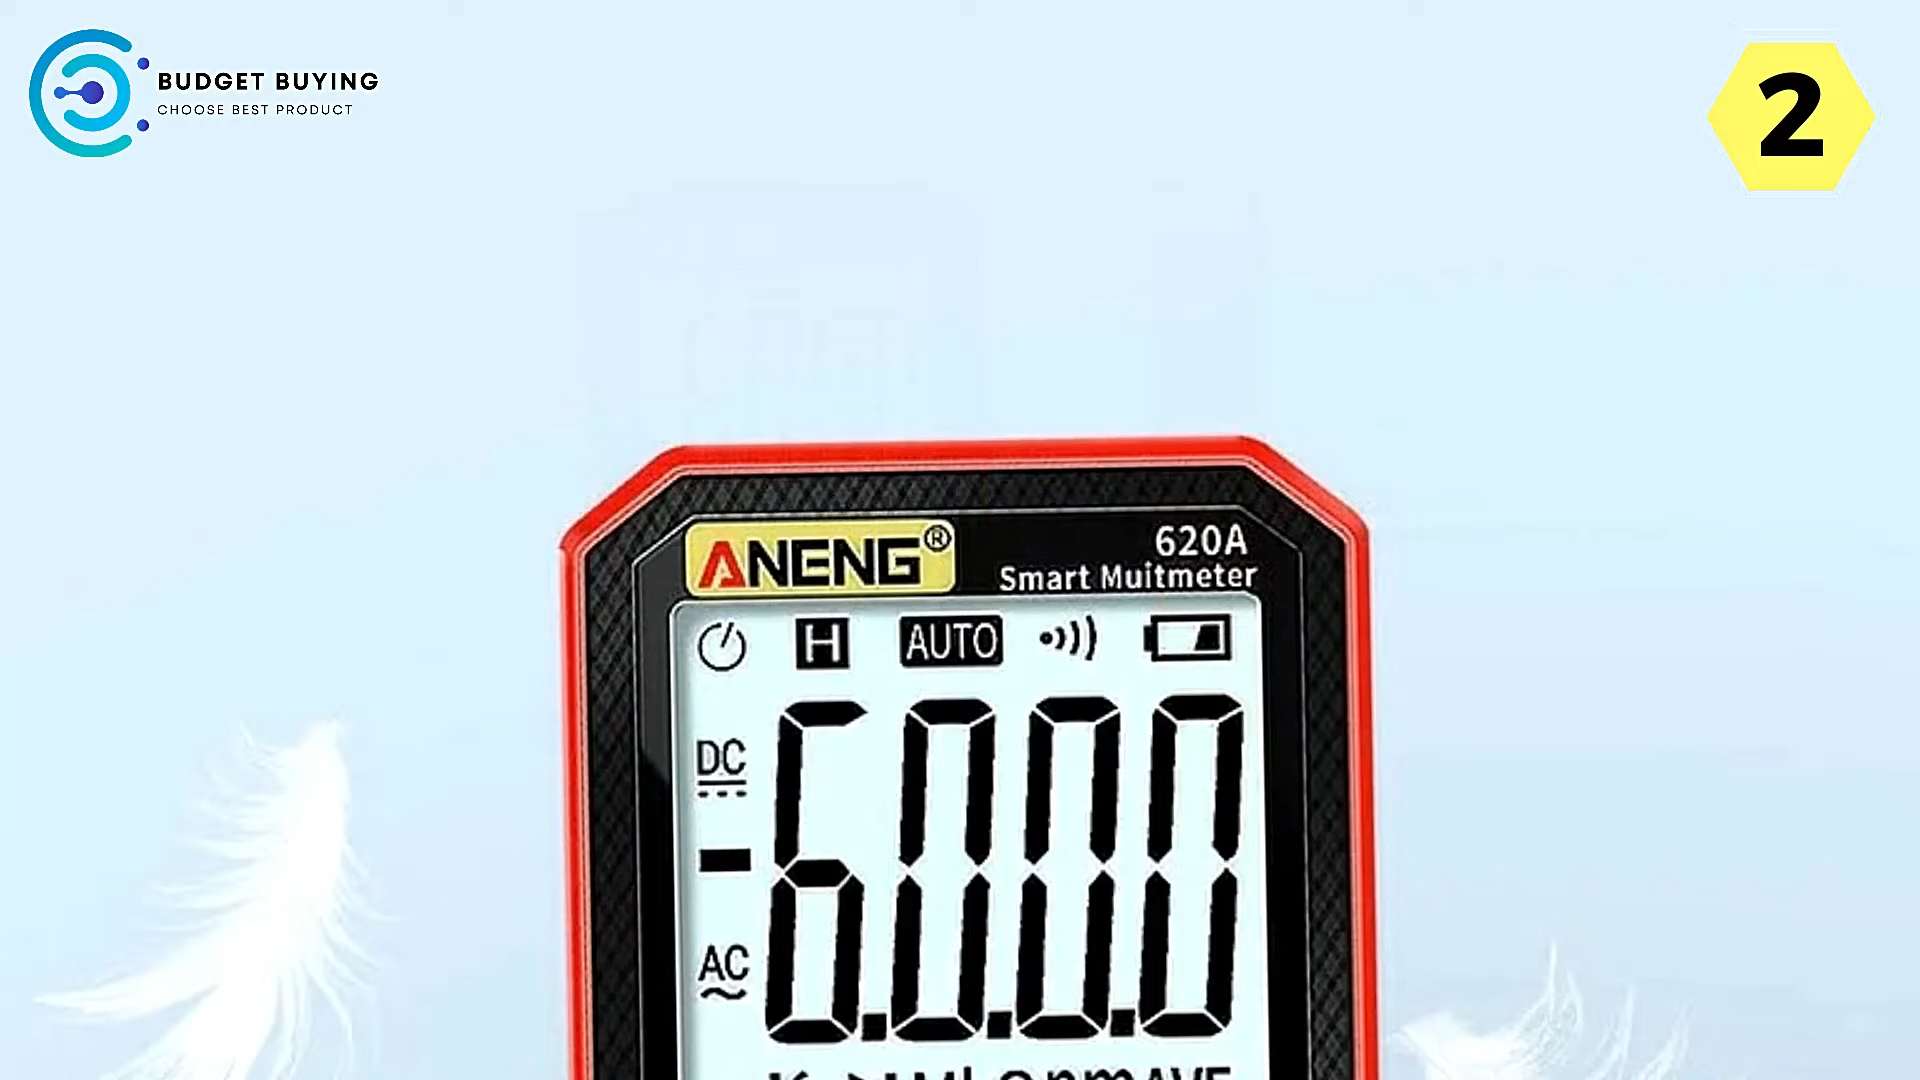 BUDGET BUYING
CHOOSE BEST PRODUCT
2
ANENG®
620A
Smart Muitmeter
H
AUTO
DC
6.0.0.0
AC